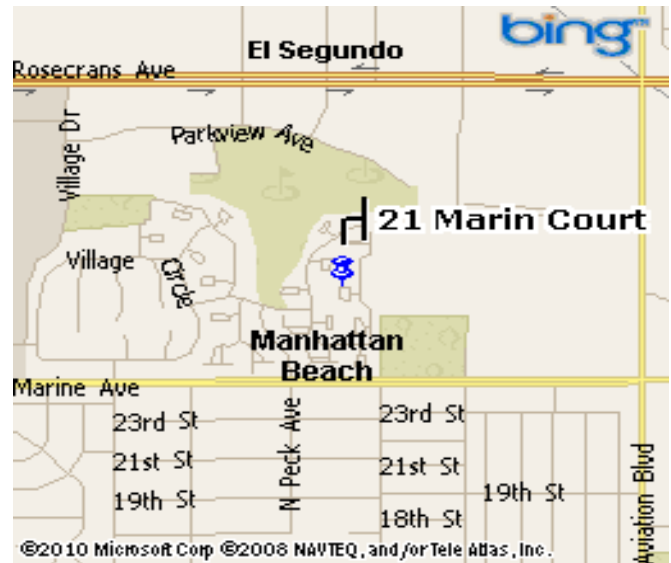 bing
El Segundo
Rosecrans Ave
Village Dr
Parkview Ave
21 Marin Court
Village
Circle
Manhattan
Beach
Marine Ave
23rd St
23rd St
N Peck Ave
21st St
21st St
19th St
19th St
18th St
Aviation Blvd
©2010 Microsoft Corp ©2008 NAVTEQ, and/or Tele Atlas, Inc.